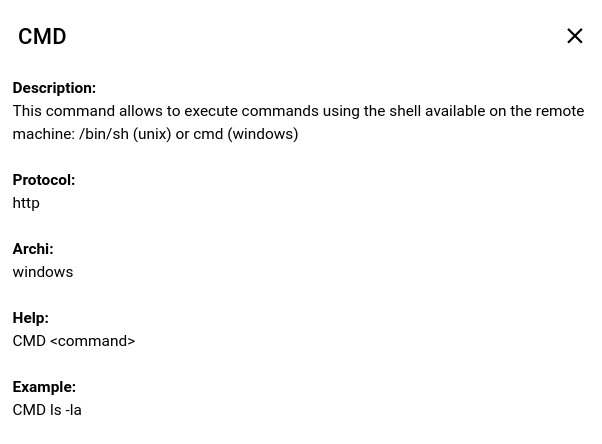 CMD
Description:
This command allows to execute commands using the shell available on the remote
machine: /bin/sh (unix) or cmd (windows)
Protocol:
http
Archi:
windows
Help:
CMD <command>
Example:
CMD ls -la